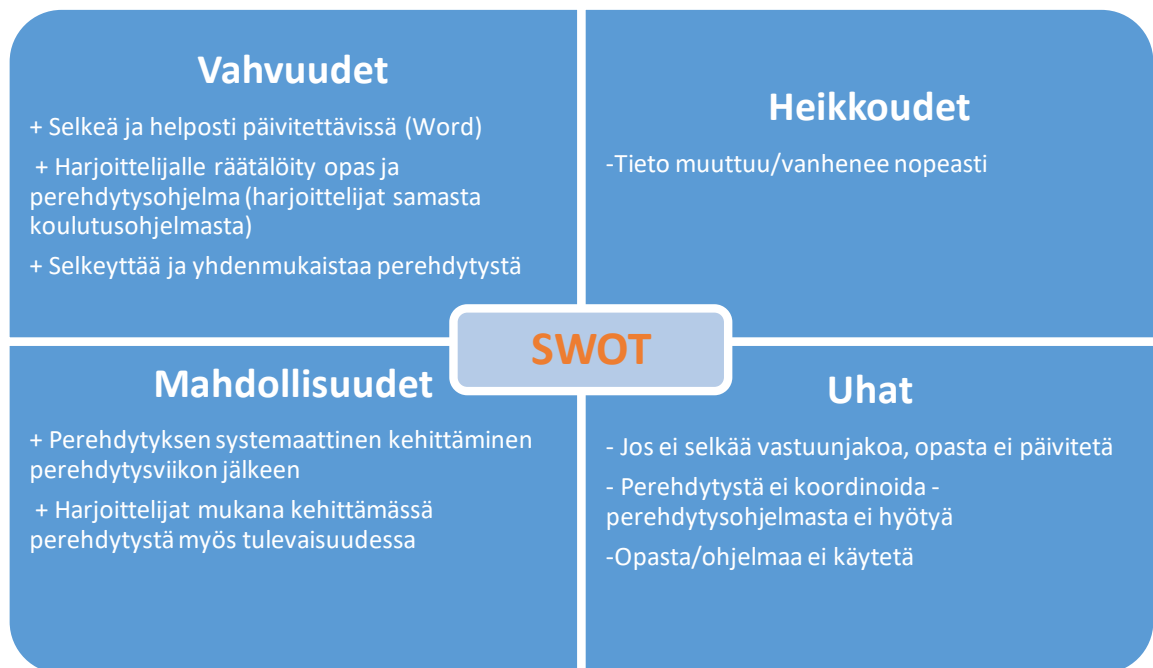 Vahvuudet
+ Selkeä ja helposti päivitettävissä (Word)
+ Harjoittelijalle räätälöity opas ja
perehdytysohjelma (harjoittelijat samasta
koulutusohjelmasta)
+ Selkeyttää ja yhdenmukaistaa perehdytystä
Heikkoudet
-Tieto muuttuu/vanhenee nopeasti
SWOT
Mahdollisuudet
+ Perehdytyksen systemaattinen kehittäminen
perehdytysviikon jälkeen
+ Harjoittelijat mukana kehittämässä
perehdytystä myös tulevaisuudessa
Uhat
- Jos ei selkää vastuunjakoa, opasta ei päivitetä
- Perehdytystä ei koordinoida -
perehdytysohjelmasta ei hyötyä
-Opasta/ohjelmaa ei käytetä